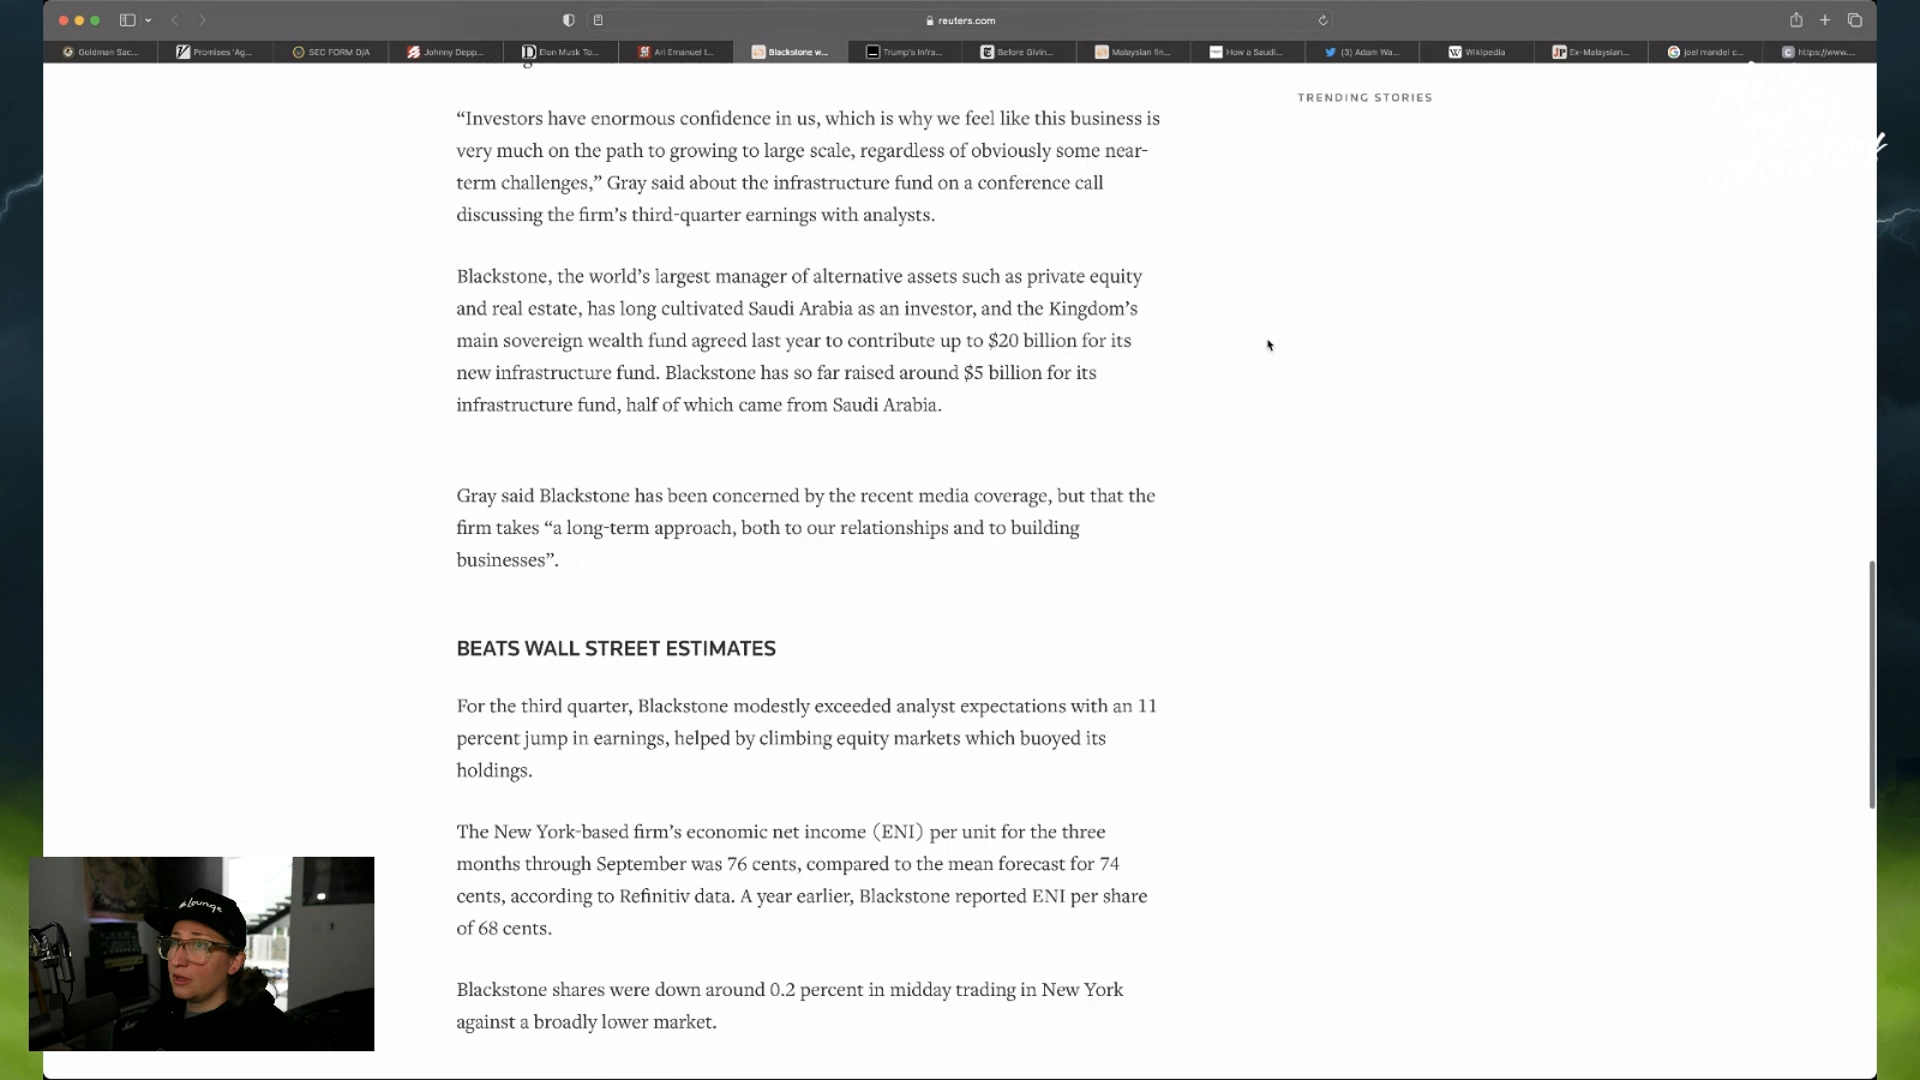 reuters.com
Goldman Sac...
Promises 'Ag...
SEC FORM D/A
Johnny Depp...
Elon Musk To...
Ari Emanuel t...
Blackstone w...
Trump's Infra...
Before Givin...
Malaysian fin...
How a Saudi...
(3) Adam Wa...
Wikipedia
Ex-Malaysian...
joel mandel c...
https://www...
TRENDING STORIES
“Investors have enormous confidence in us, which is why we feel like this business is
very much on the path to growing to large scale, regardless of obviously some near-
term challenges,” Gray said about the infrastructure fund on a conference call
discussing the firm’s third-quarter earnings with analysts.
Blackstone, the world’s largest manager of alternative assets such as private equity
and real estate, has long cultivated Saudi Arabia as an investor, and the Kingdom’s
main sovereign wealth fund agreed last year to contribute up to $20 billion for its
new infrastructure fund. Blackstone has so far raised around $5 billion for its
infrastructure fund, half of which came from Saudi Arabia.
Gray said Blackstone has been concerned by the recent media coverage, but that the
firm takes “a long-term approach, both to our relationships and to building
businesses”.
BEATS WALL STREET ESTIMATES
For the third quarter, Blackstone modestly exceeded analyst expectations with an 11
percent jump in earnings, helped by climbing equity markets which buoyed its
holdings.
The New York-based firm’s economic net income (ENI) per unit for the three
months through September was 76 cents, compared to the mean forecast for 74
cents, according to Refinitiv data. A year earlier, Blackstone reported ENI per share
of 68 cents.
Blackstone shares were down around 0.2 percent in midday trading in New York
against a broadly lower market.